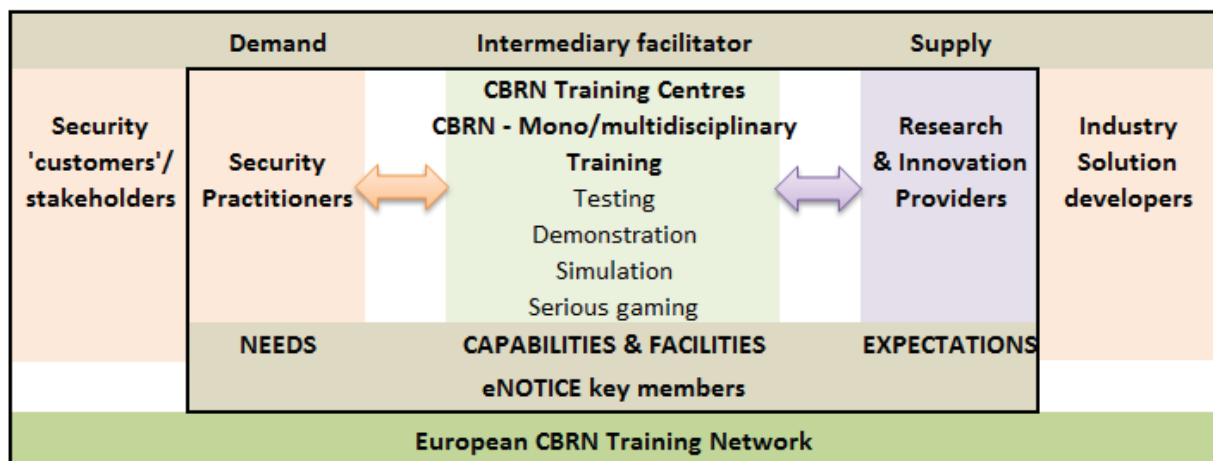 Demand
Intermediary facilitator
Supply
Security
'customers'/
stakeholders
Security
Practitioners
CBRN Training Centres
CBRN - Mono/multidisciplinary
Training
Testing
Demonstration
Simulation
Serious gaming
Research
& Innovation
Providers
Industry
Solution
developers
NEEDS
CAPABILITIES & FACILITIES
EXPECTATIONS
eNOTICE key members
European CBRN Training Network